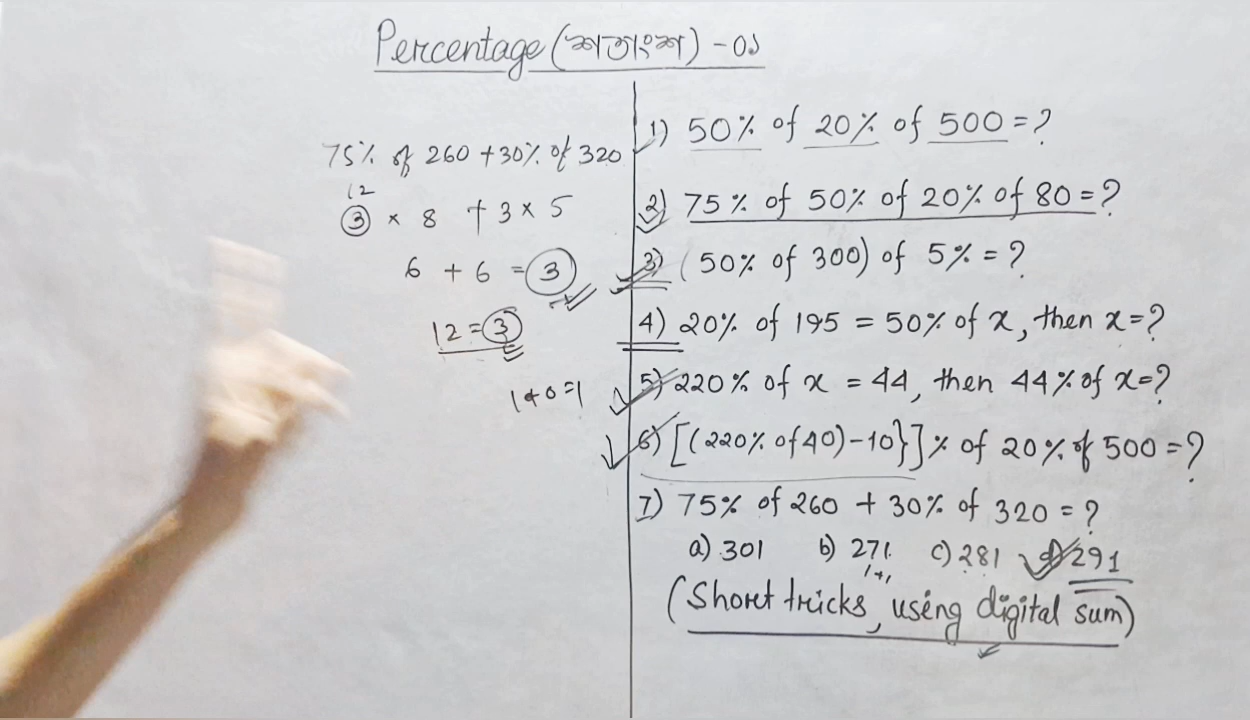 Percentage (শতাংশ) - 01
75% of 260 + 30% of 320
12
3 × 8 + 3 × 5
6 + 6 = 3
12 = 3
1+0=1
1) 50% of 20% of 500 = ?
2) 75% of 50% of 20% of 80 = ?
3) (50% of 300) of 5% = ?
4) 20% of 195 = 50% of x, then x=?
5) 220% of x = 44, then 44% of x=?
6) [(220% of 40) - 10}] % of 20% of 500 = ?
7) 75% of 260 + 30% of 320 = ?
a) 301 b) 271 c) 281 d) 291
1+1
(Short tricks, using digital sum)